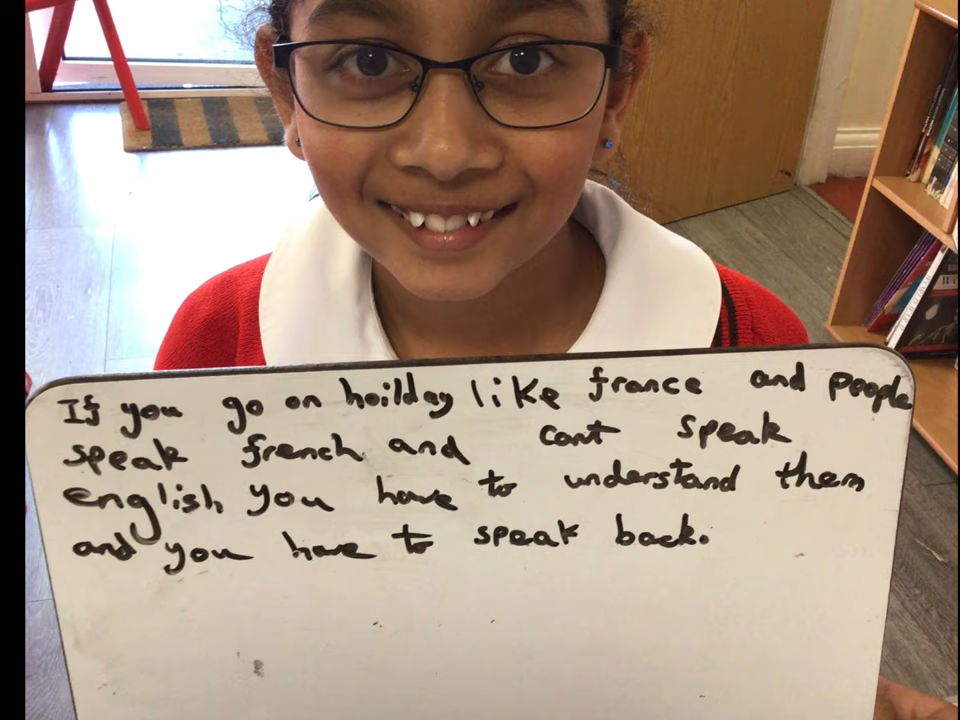 If you go on hoilday like france and people
speak french and cant speak
english you have to understand them
and you have to speak back.